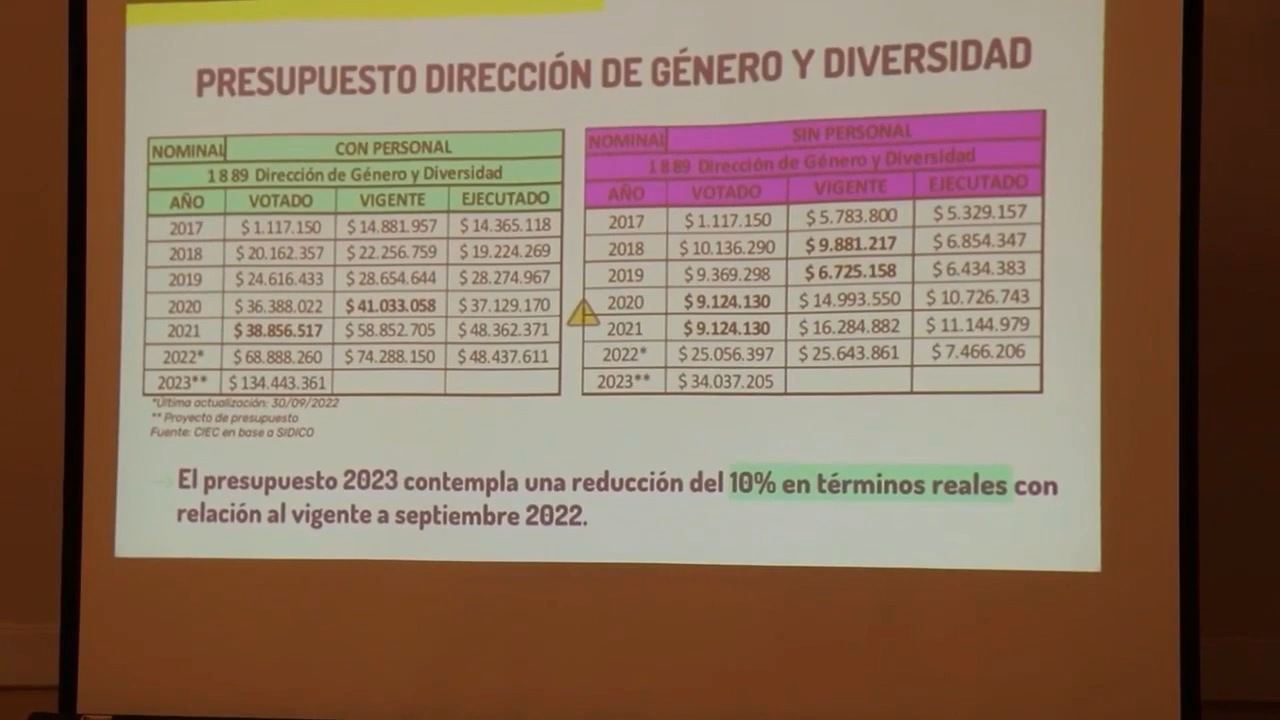 PRESUPUESTO DIRECCIÓN DE GÉNERO Y DIVERSIDAD
NOMINAL CON PERSONAL
1889 Dirección de Género y Diversidad
AÑO VOTADO VIGENTE EJECUTADO
2017 $ 1.117.150 $ 14.881.957 $ 14.365.118
2018 $ 20.162.357 $ 22.256.759 $ 19.224.269
2019 $ 24.616.433 $ 28.654.644 $ 28.274.967
2020 $ 36.388.022 $ 41.033.058 $ 37.129.170
2021 $ 38.856.517 $ 58.852.705 $ 48.362.371
2022* $ 68.888.260 $ 74.288.150 $ 48.437.611
2023** $ 134.443.361
*Última actualización: 30/09/2022
** Proyecto de presupuesto
Fuente: CIEC en base a SIDICO
NOMINAL SIN PERSONAL
1889 Dirección de Género y Diversidad
AÑO VOTADO VIGENTE EJECUTADO
2017 $ 1.117.150 $ 5.783.800 $ 5.329.157
2018 $ 10.136.290 $ 9.881.217 $ 6.854.347
2019 $ 9.369.298 $ 6.725.158 $ 6.434.383
2020 $ 9.124.130 $ 14.993.550 $ 10.726.743
2021 $ 9.124.130 $ 16.284.882 $ 11.144.979
2022* $ 25.056.397 $ 25.643.861 $ 7.466.206
2023** $ 34.037.205
El presupuesto 2023 contempla una reducción del 10% en términos reales con
relación al vigente a septiembre 2022.